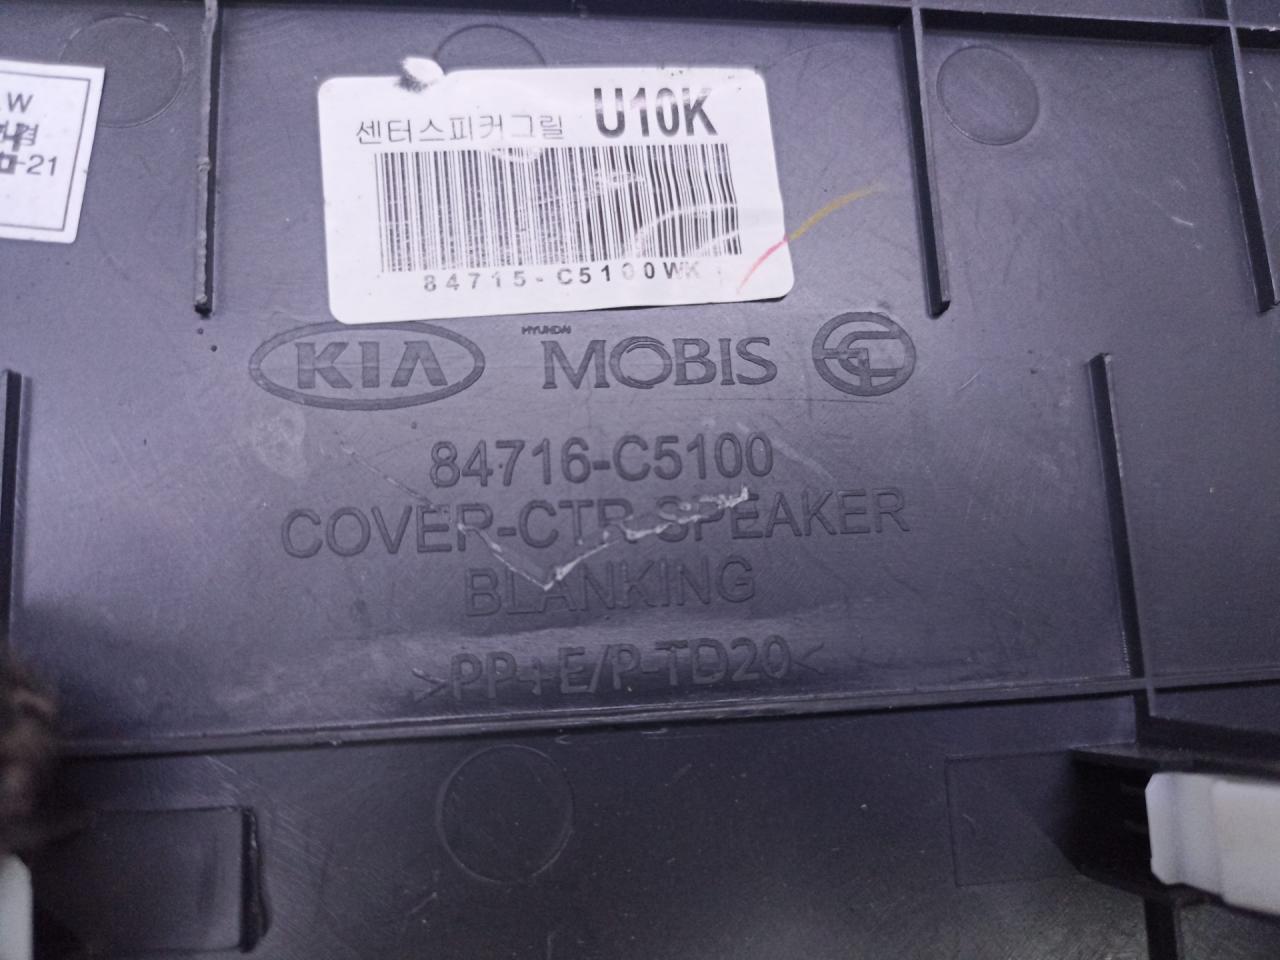 W
-21
센터스피커그릴 U10K
84715-C5100WK
KIA HYUNDAI MOBIS
84716-C5100
COVER-CTR SPEAKER
BLANKING
>PP+E/P-TD20<